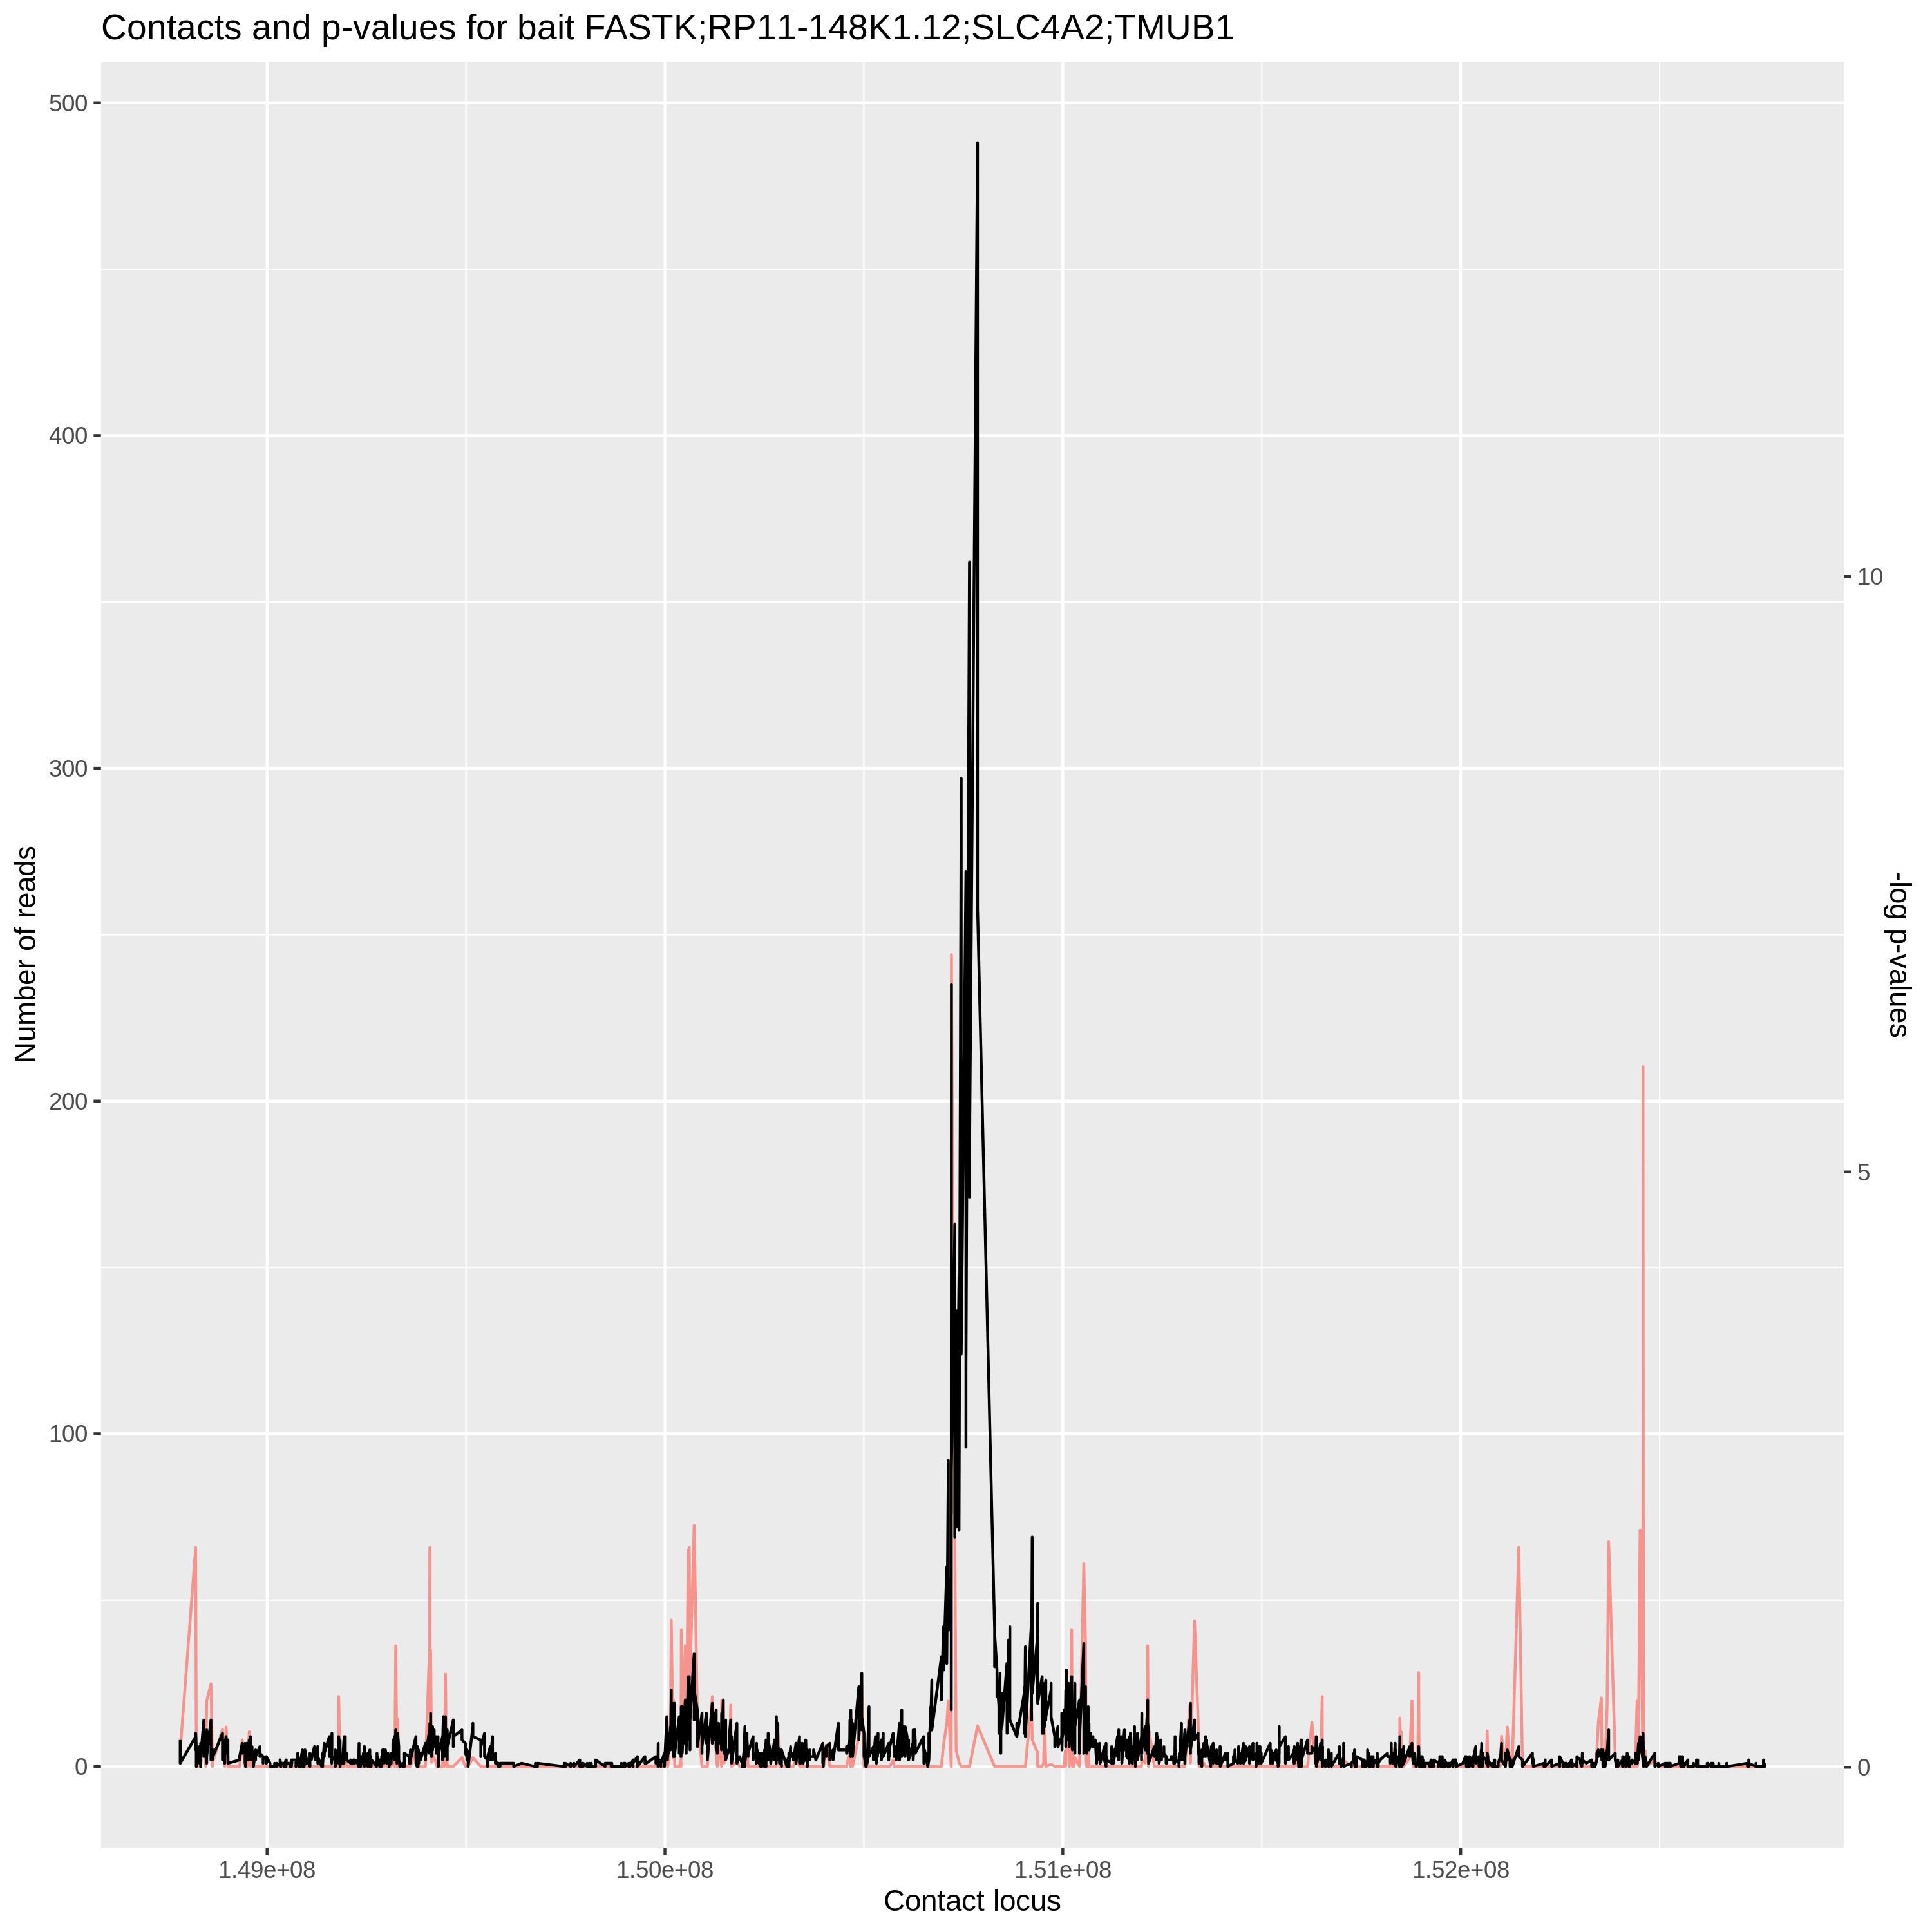 Contacts and p-values for bait FASTK;RP11-148K1.12;SLC4A2;TMUB1
500
400
300
200
100
0
Number of reads
10
5
0
-log p-values
1.49e+08
1.50e+08
1.51e+08
1.52e+08
Contact locus